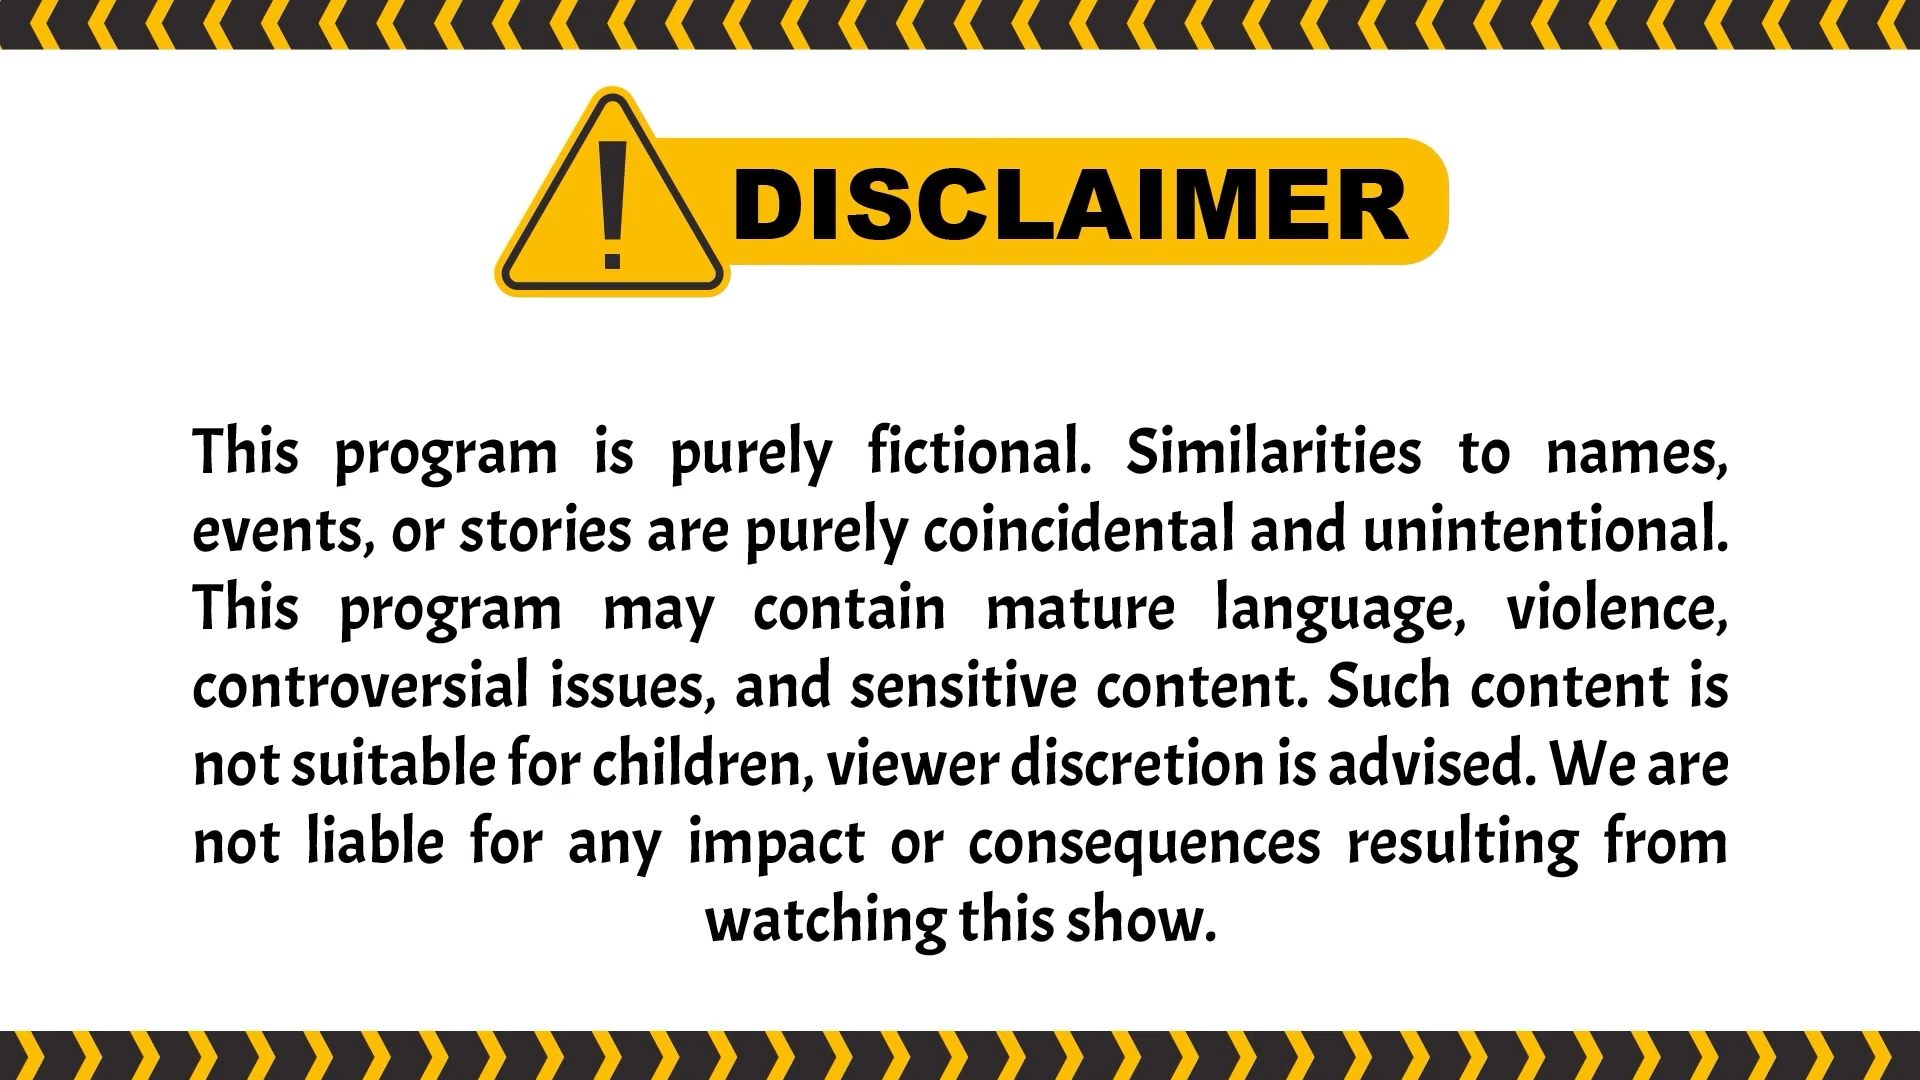 DISCLAIMER
This program is purely fictional. Similarities to names,
events, or stories are purely coincidental and unintentional.
This program may contain mature language, violence,
controversial issues, and sensitive content. Such content is
not suitable for children, viewer discretion is advised. We are
not liable for any impact or consequences resulting from
watching this show.